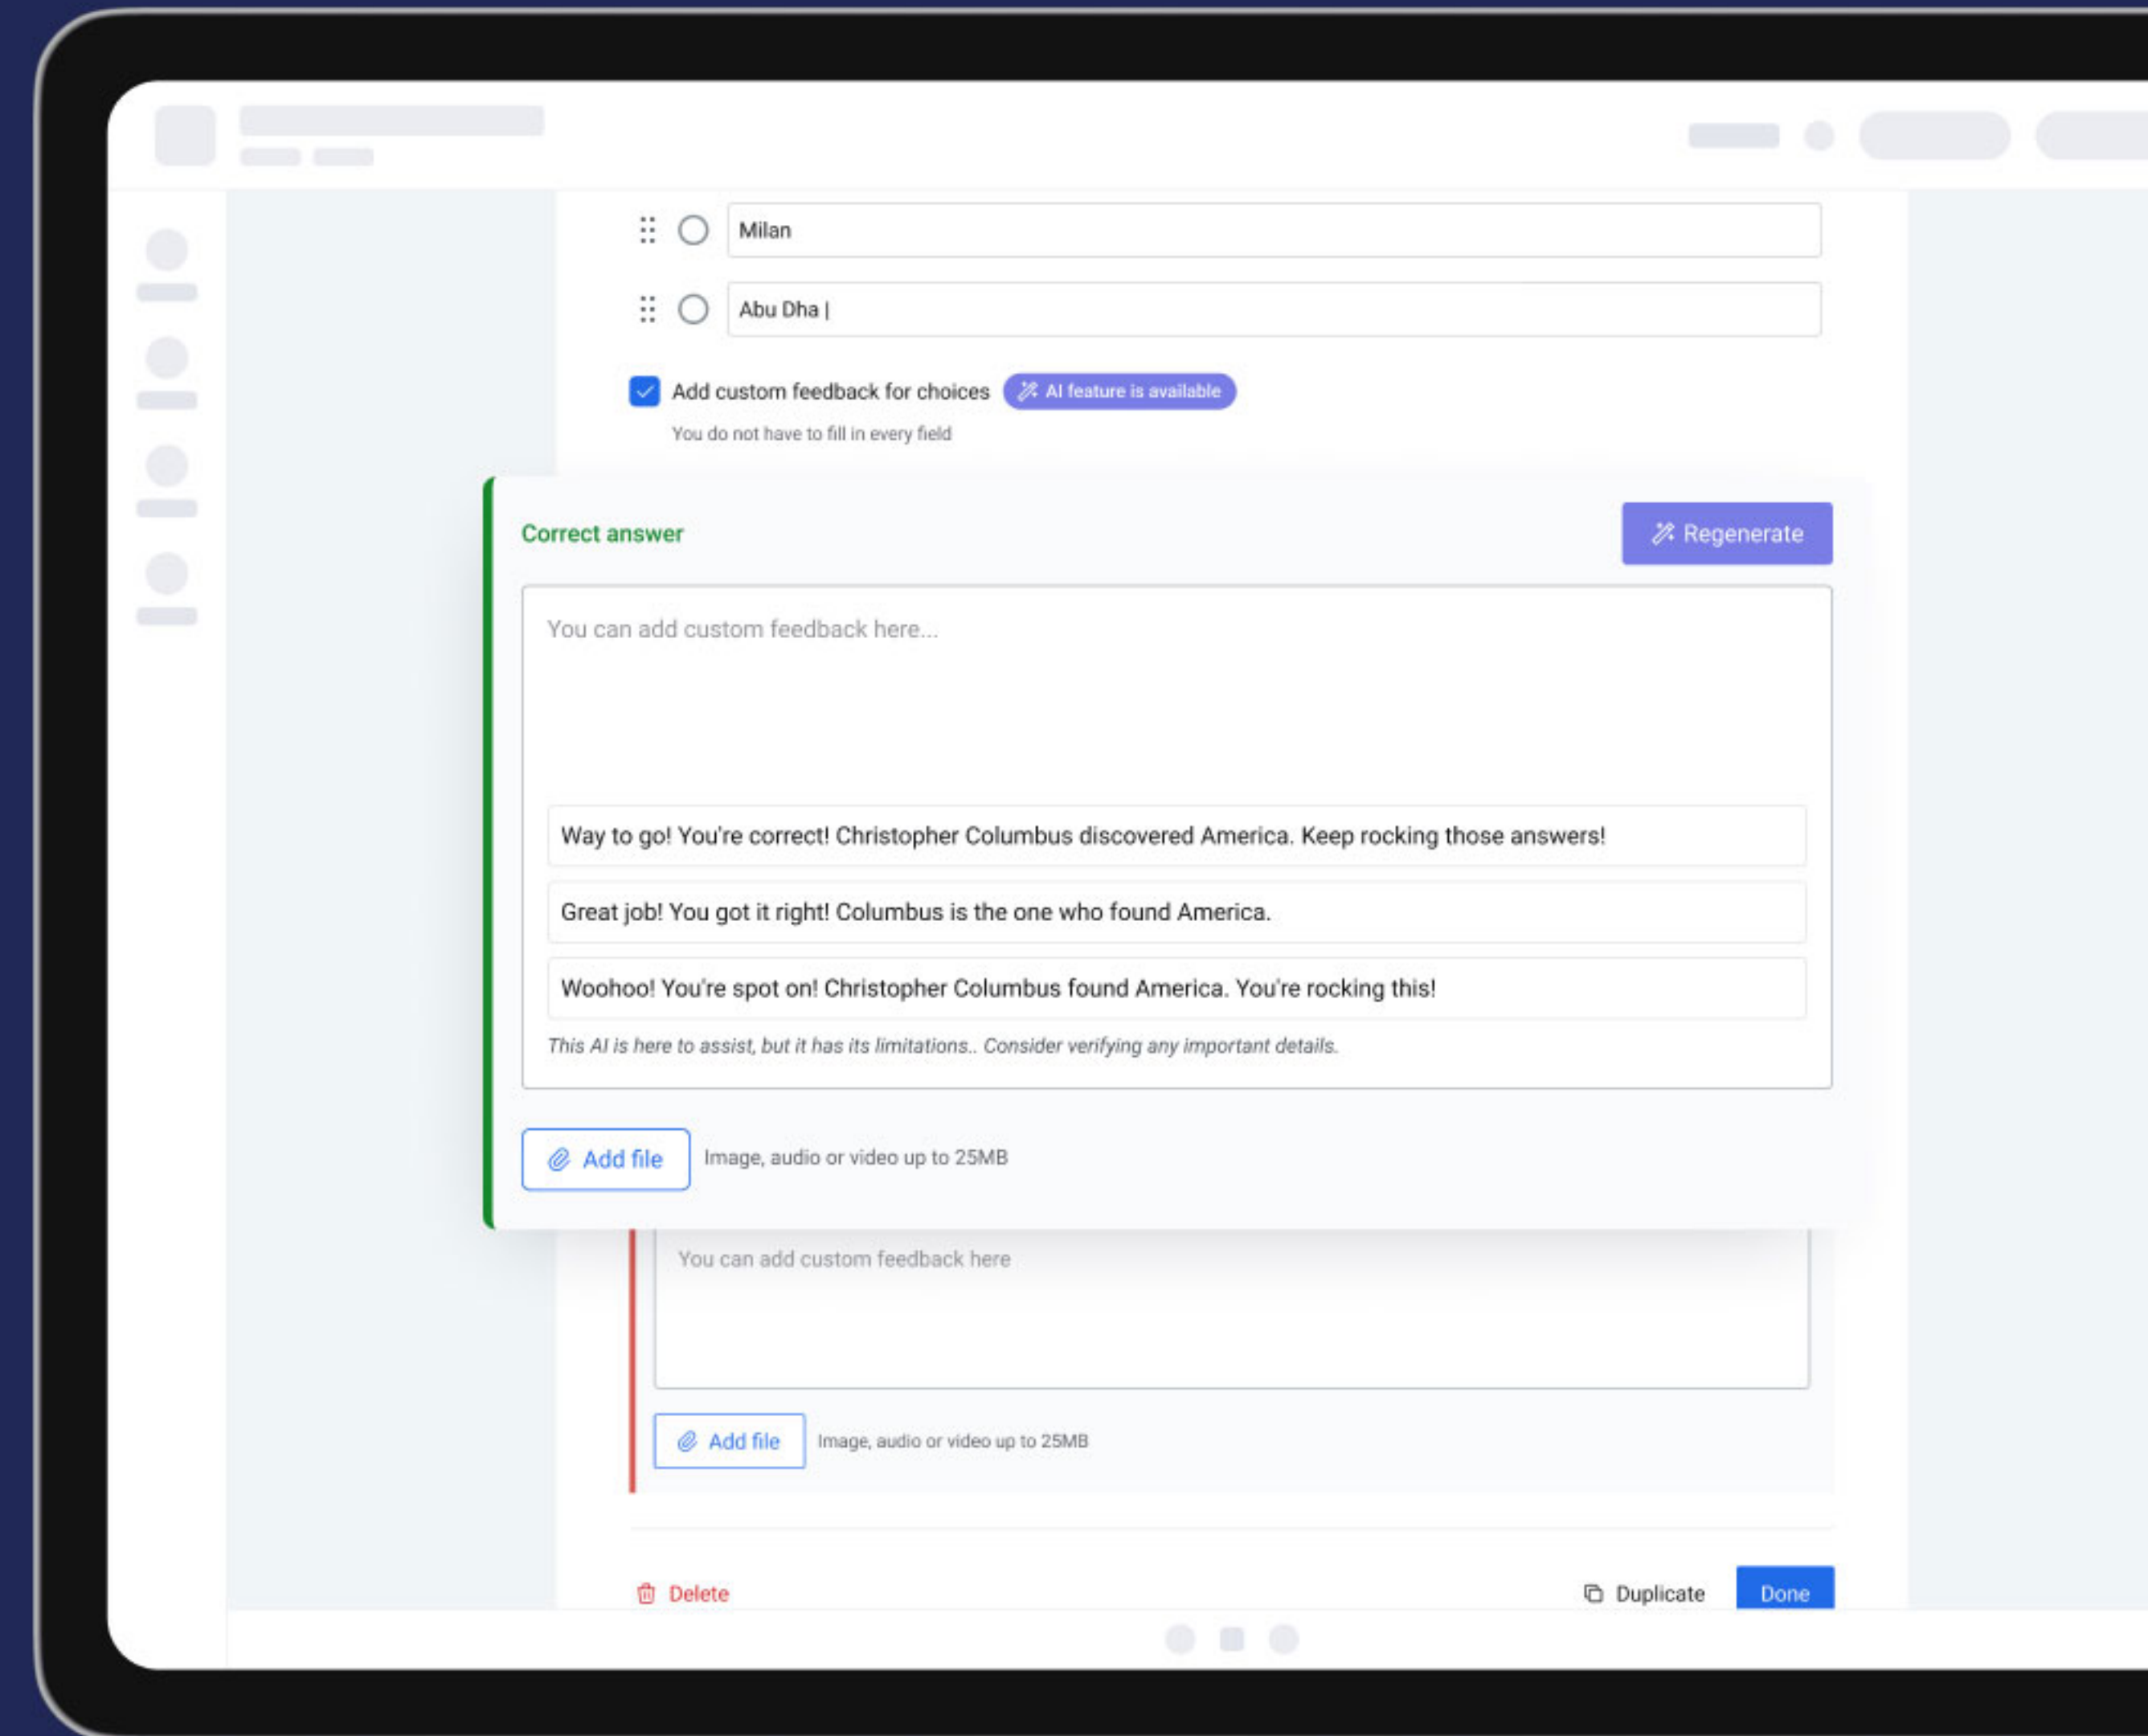 Milan
Abu Dha |
Add custom feedback for choices AI feature is available
You do not have to fill in every field
Correct answer Regenerate
You can add custom feedback here...
Way to go! You're correct! Christopher Columbus discovered America. Keep rocking those answers!
Great job! You got it right! Columbus is the one who found America.
Woohoo! You're spot on! Christopher Columbus found America. You're rocking this!
This AI is here to assist, but it has its limitations.. Consider verifying any important details.
Add file Image, audio or video up to 25MB
You can add custom feedback here
Add file Image, audio or video up to 25MB
Delete Duplicate Done